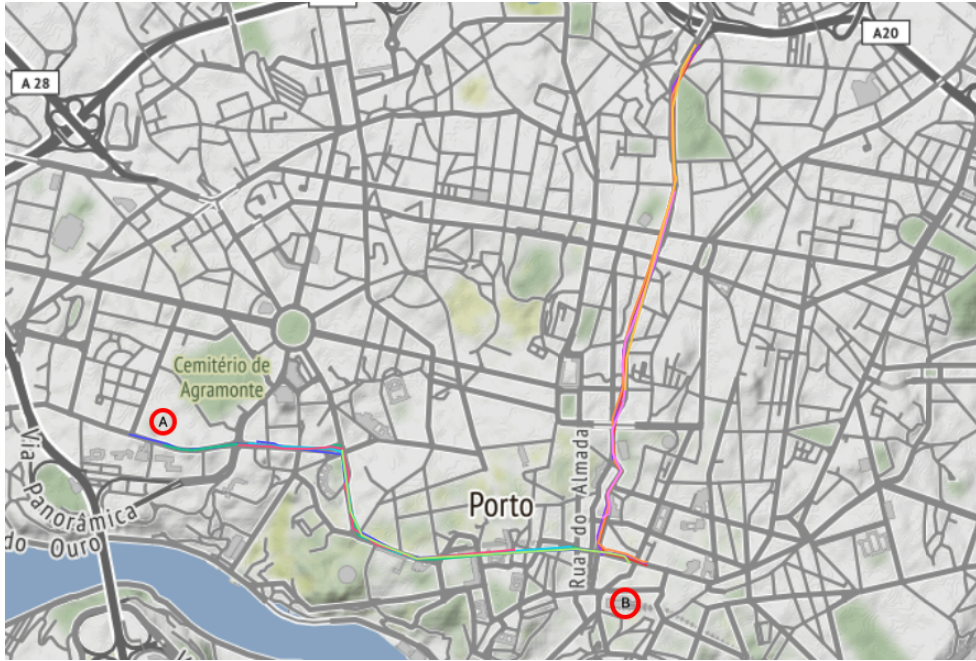 A20
A 28
Cemitério de
Agramonte
A
Via Panorâmica
do Ouro
Porto
Rua do Almada
B